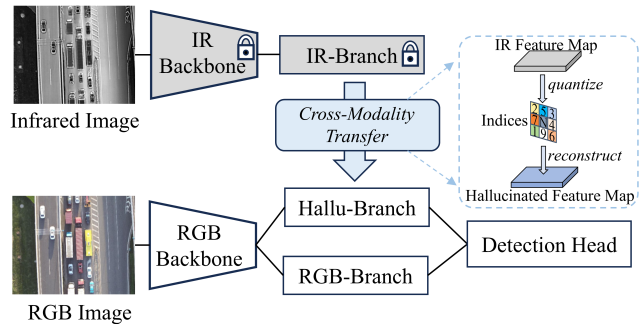 IR
Backbone
IR-Branch
Infrared Image
Cross-Modality
Transfer
IR Feature Map
quantize
Indices
2 5 3
7 N 4
1 9 6
reconstruct
Hallucinated Feature Map
RGB
Backbone
Hallu-Branch
RGB-Branch
Detection Head
RGB Image